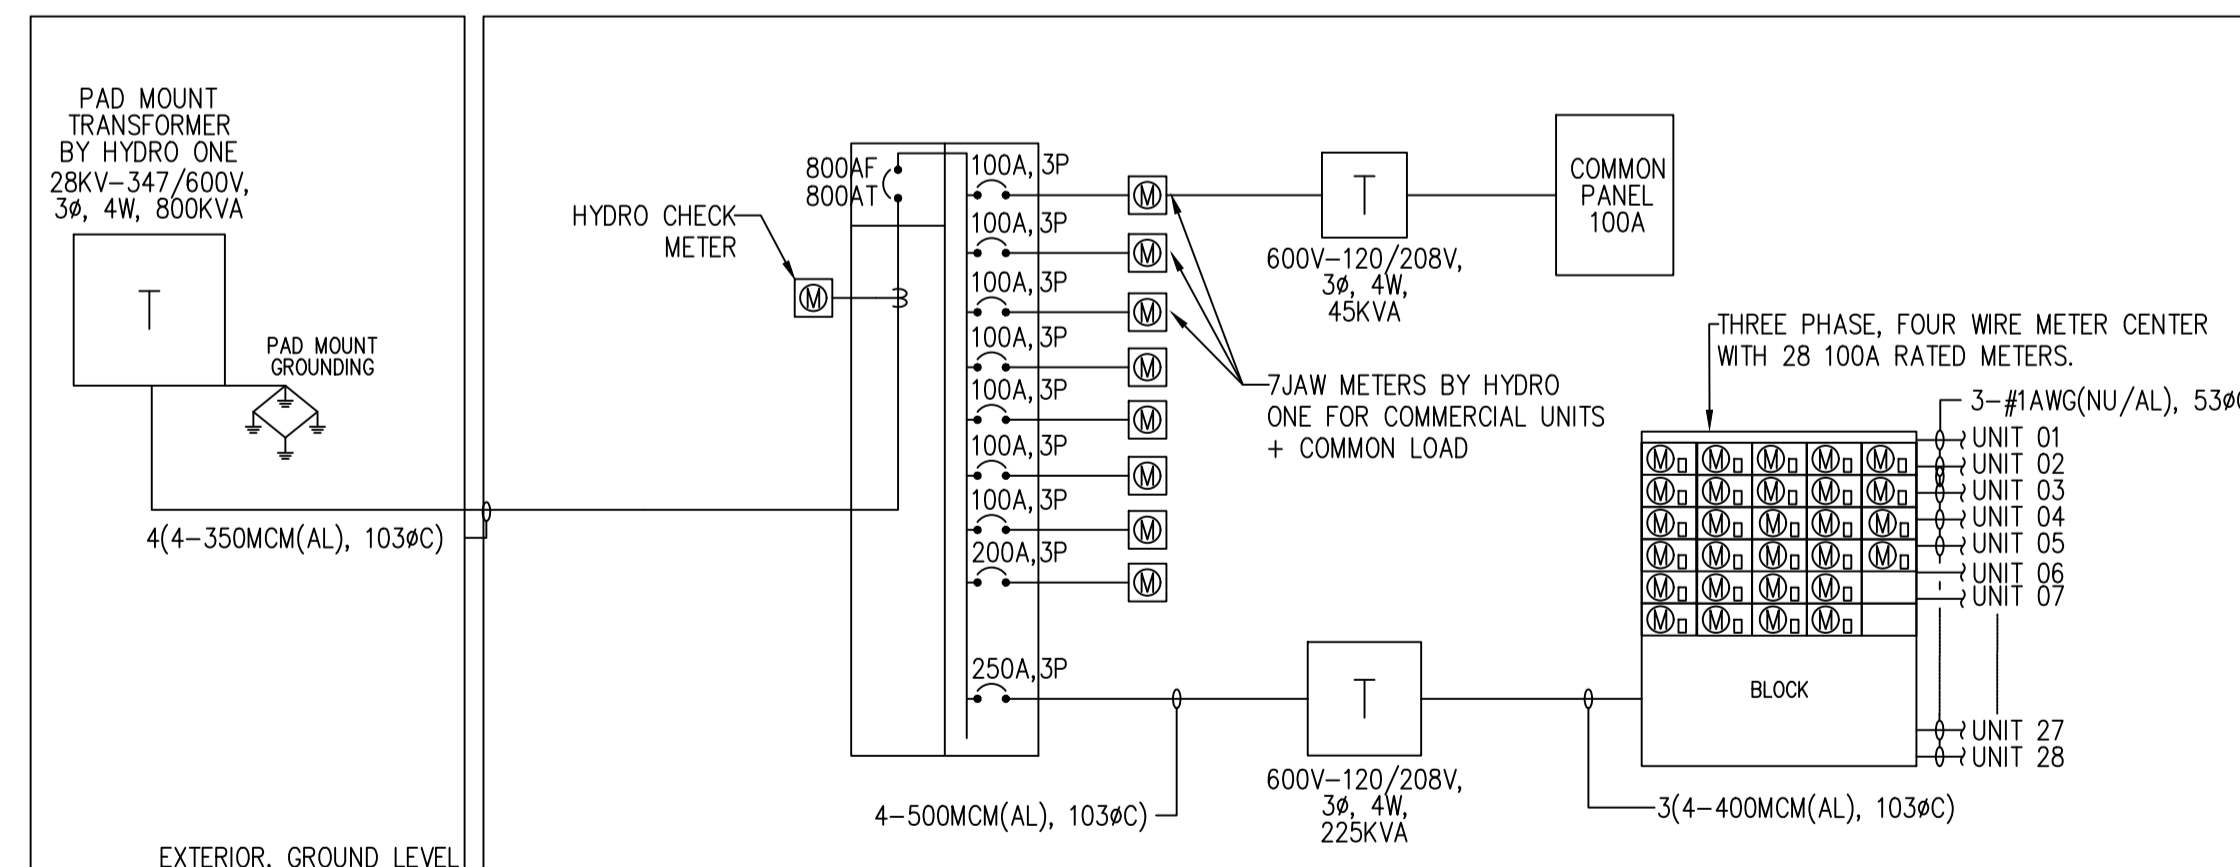 PAD MOUNT
TRANSFORMER
BY HYDRO ONE
28KV-347/600V,
3ø, 4W, 800KVA
T
PAD MOUNT
GROUNDING
4(4-350MCM(AL), 103øC)
EXTERIOR, GROUND LEVEL
HYDRO CHECK
METER
M
800AF
800AT
100A,3P
M
100A,3P
M
100A,3P
M
100A,3P
M
100A,3P
M
100A,3P
M
100A,3P
M
200A,3P
M
250A,3P
4-500MCM(AL), 103øC)
T
600V-120/208V,
3ø, 4W,
45KVA
COMMON
PANEL
100A
7JAW METERS BY HYDRO
ONE FOR COMMERCIAL UNITS
+ COMMON LOAD
T
600V-120/208V,
3ø, 4W,
225KVA
3(4-400MCM(AL), 103øC)
THREE PHASE, FOUR WIRE METER CENTER
WITH 28 100A RATED METERS.
3-#1AWG(NU/AL), 53ø
M M M M M
M M M M M
M M M M M
M M M M M
M M M M
M M M M
BLOCK
UNIT 01
UNIT 02
UNIT 03
UNIT 04
UNIT 05
UNIT 06
UNIT 07
UNIT 27
UNIT 28